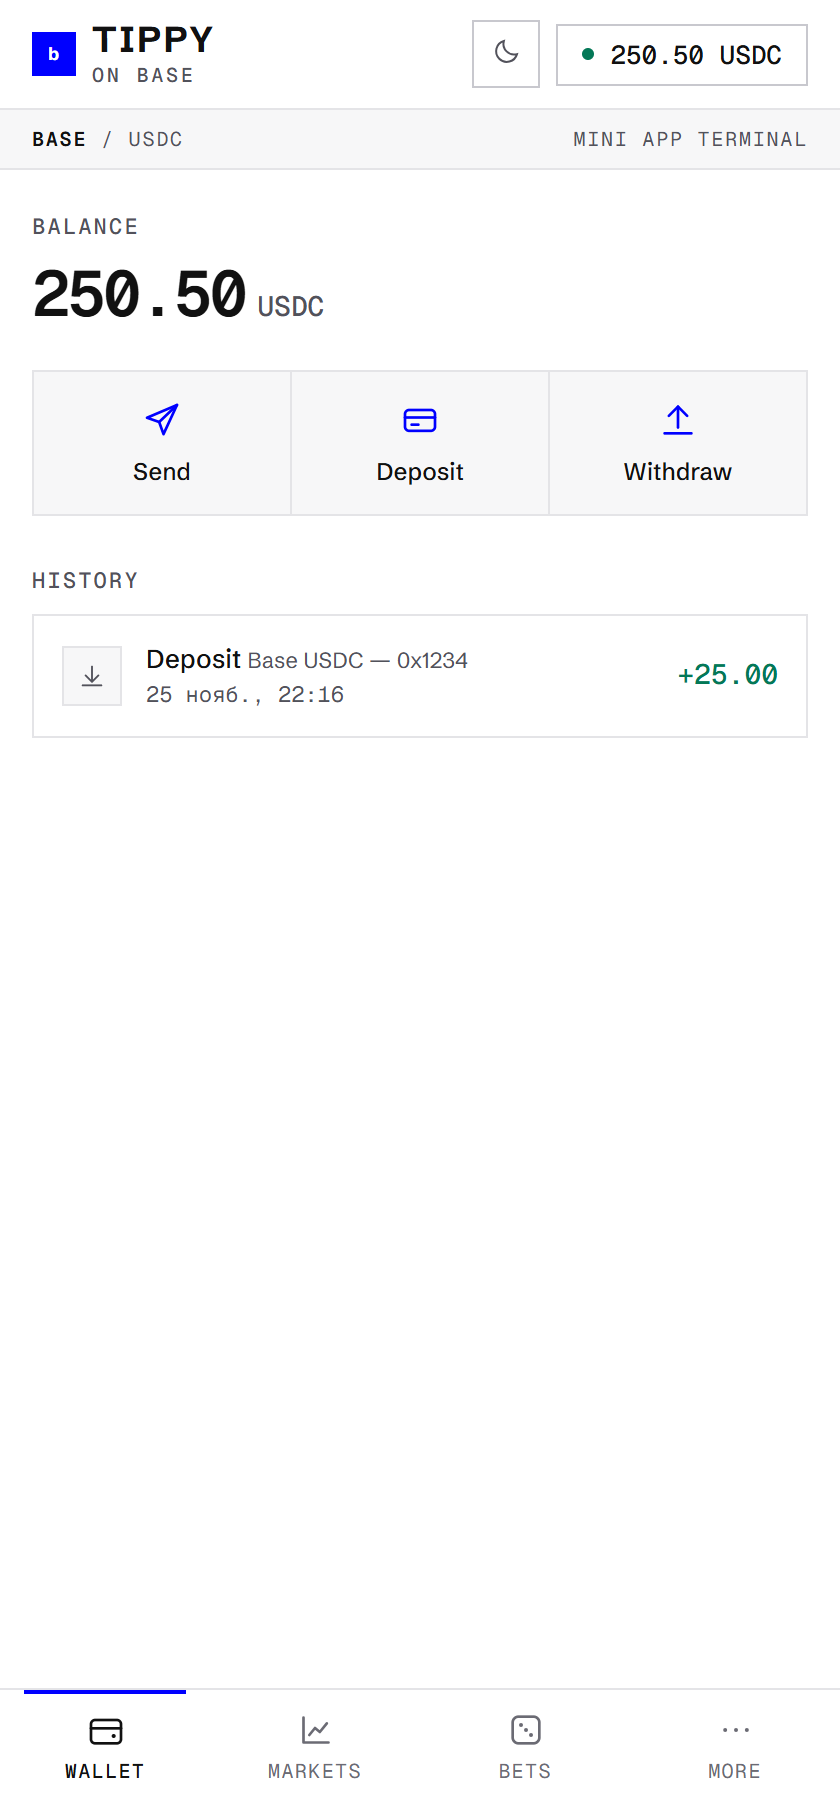 b TIPPY
ON BASE
250.50 USDC
BASE / USDC
MINI APP TERMINAL
BALANCE
250.50 USDC
Send
Deposit
Withdraw
HISTORY
Deposit Base USDC — 0x1234
25 нояб., 22:16
+25.00
WALLET
MARKETS
BETS
MORE